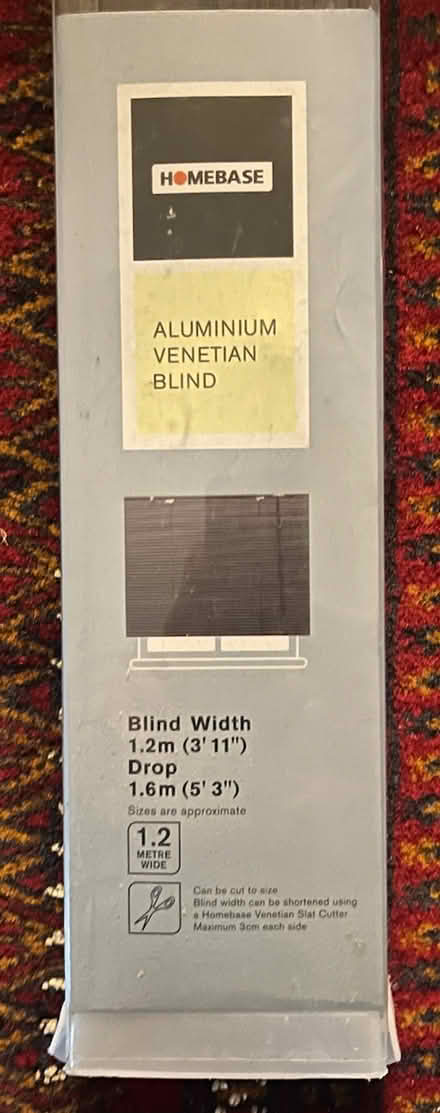 HOMEBASE
ALUMINIUM
VENETIAN
BLIND
Blind Width
1.2m (3' 11")
Drop
1.6m (5' 3")
Sizes are approximate
1.2
METRE
WIDE
Can be cut to size
Blind width can be shortened using
a Homebase Venetian Slat Cutter
Maximum 3cm each side